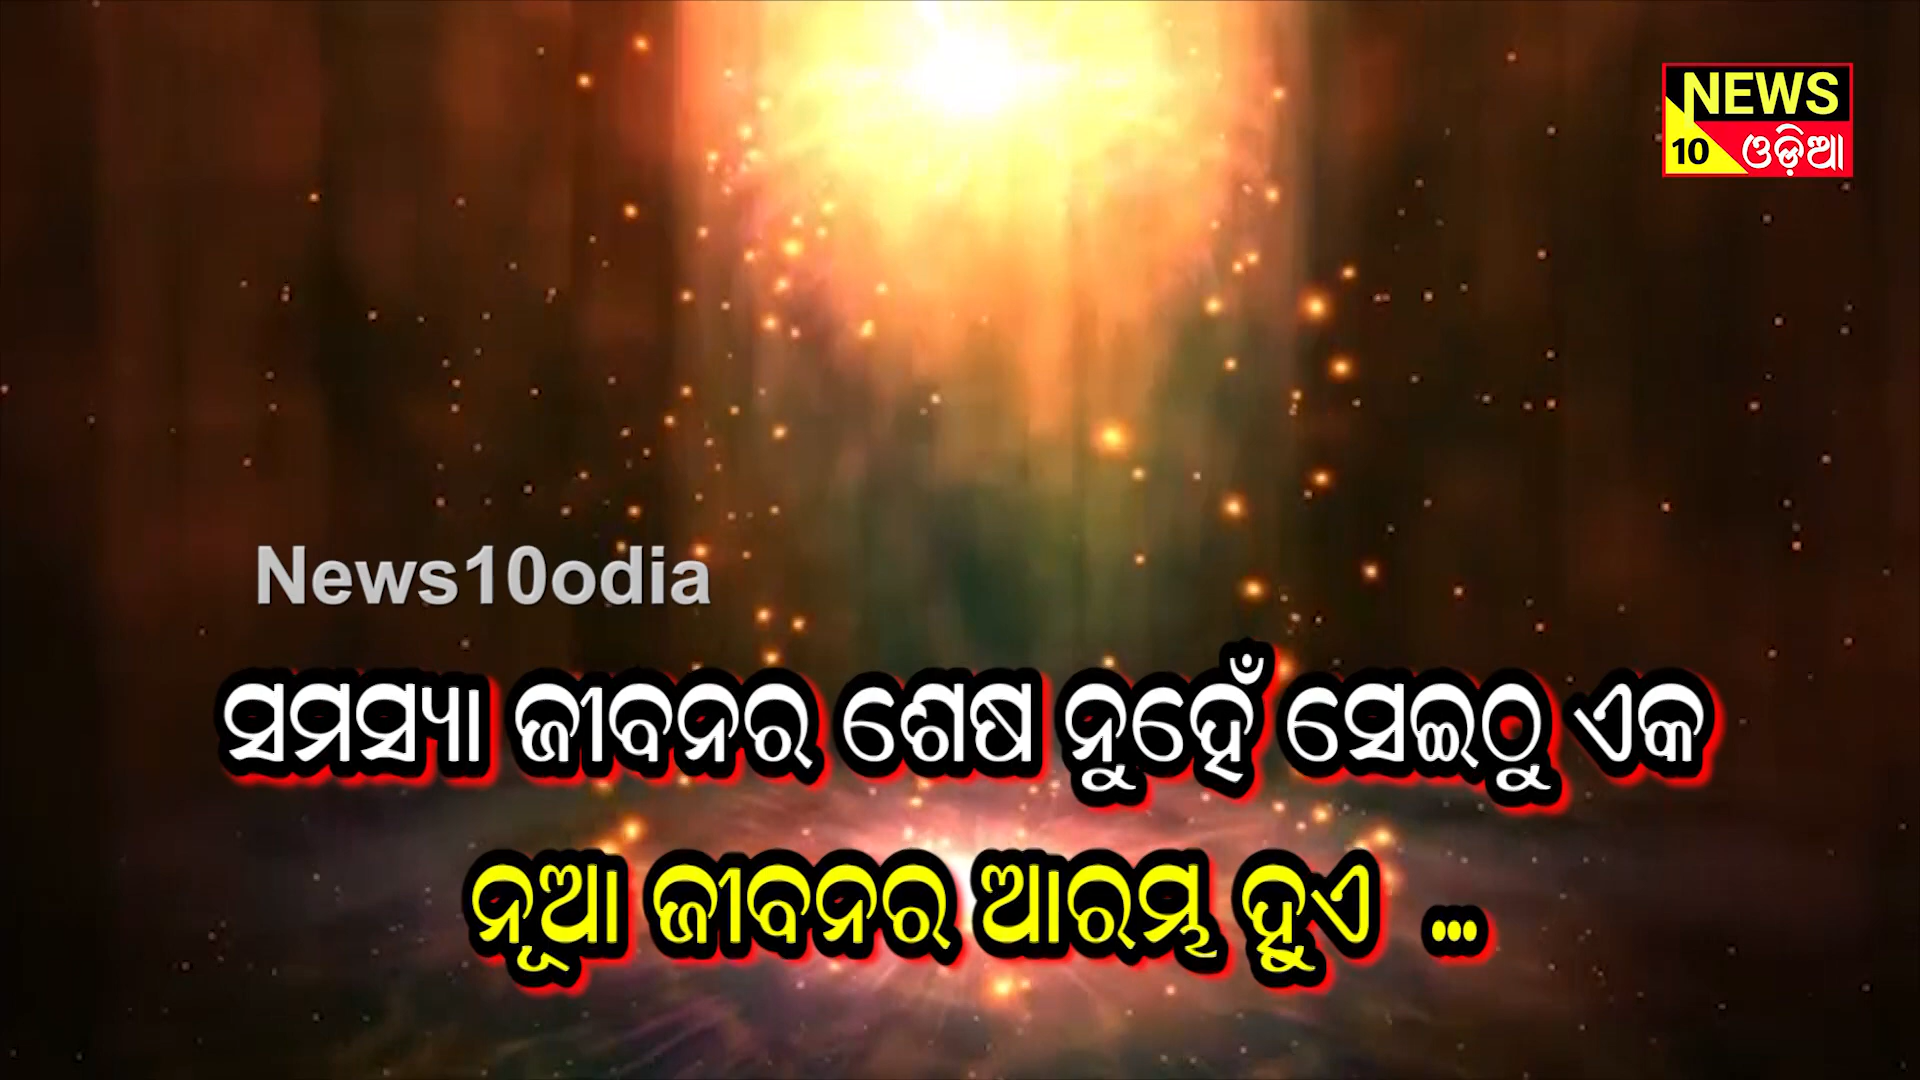 NEWS
10 ଓଡ଼ିଆ
News10odia
ସମସ୍ୟା ଜୀବନର ଶେଷ ନୁହେଁ ସେଇଠୁ ଏକ
ନୂଆ ଜୀବନର ଆରମ୍ଭ ହୁଏ ...